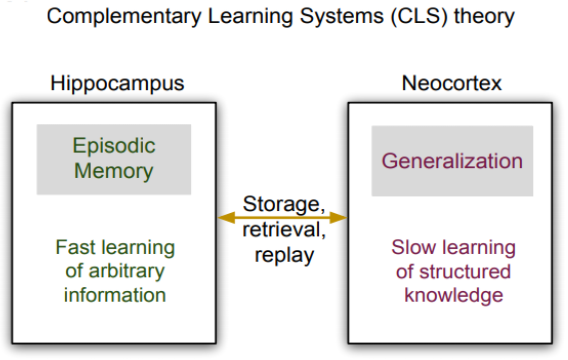 Complementary Learning Systems (CLS) theory
Hippocampus
Episodic
Memory
Fast learning
of arbitrary
information
Storage,
retrieval,
replay
Neocortex
Generalization
Slow learning
of structured
knowledge